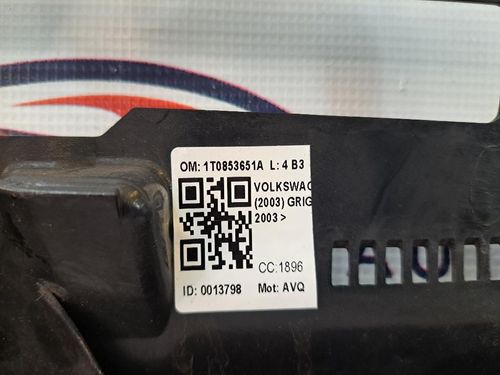 OM: 1T0853651A L: 4 B3
VOLKSWAG
(2003) GRIG
2003 >
CC:1896
ID: 0013798 Mot: AVQ
A U